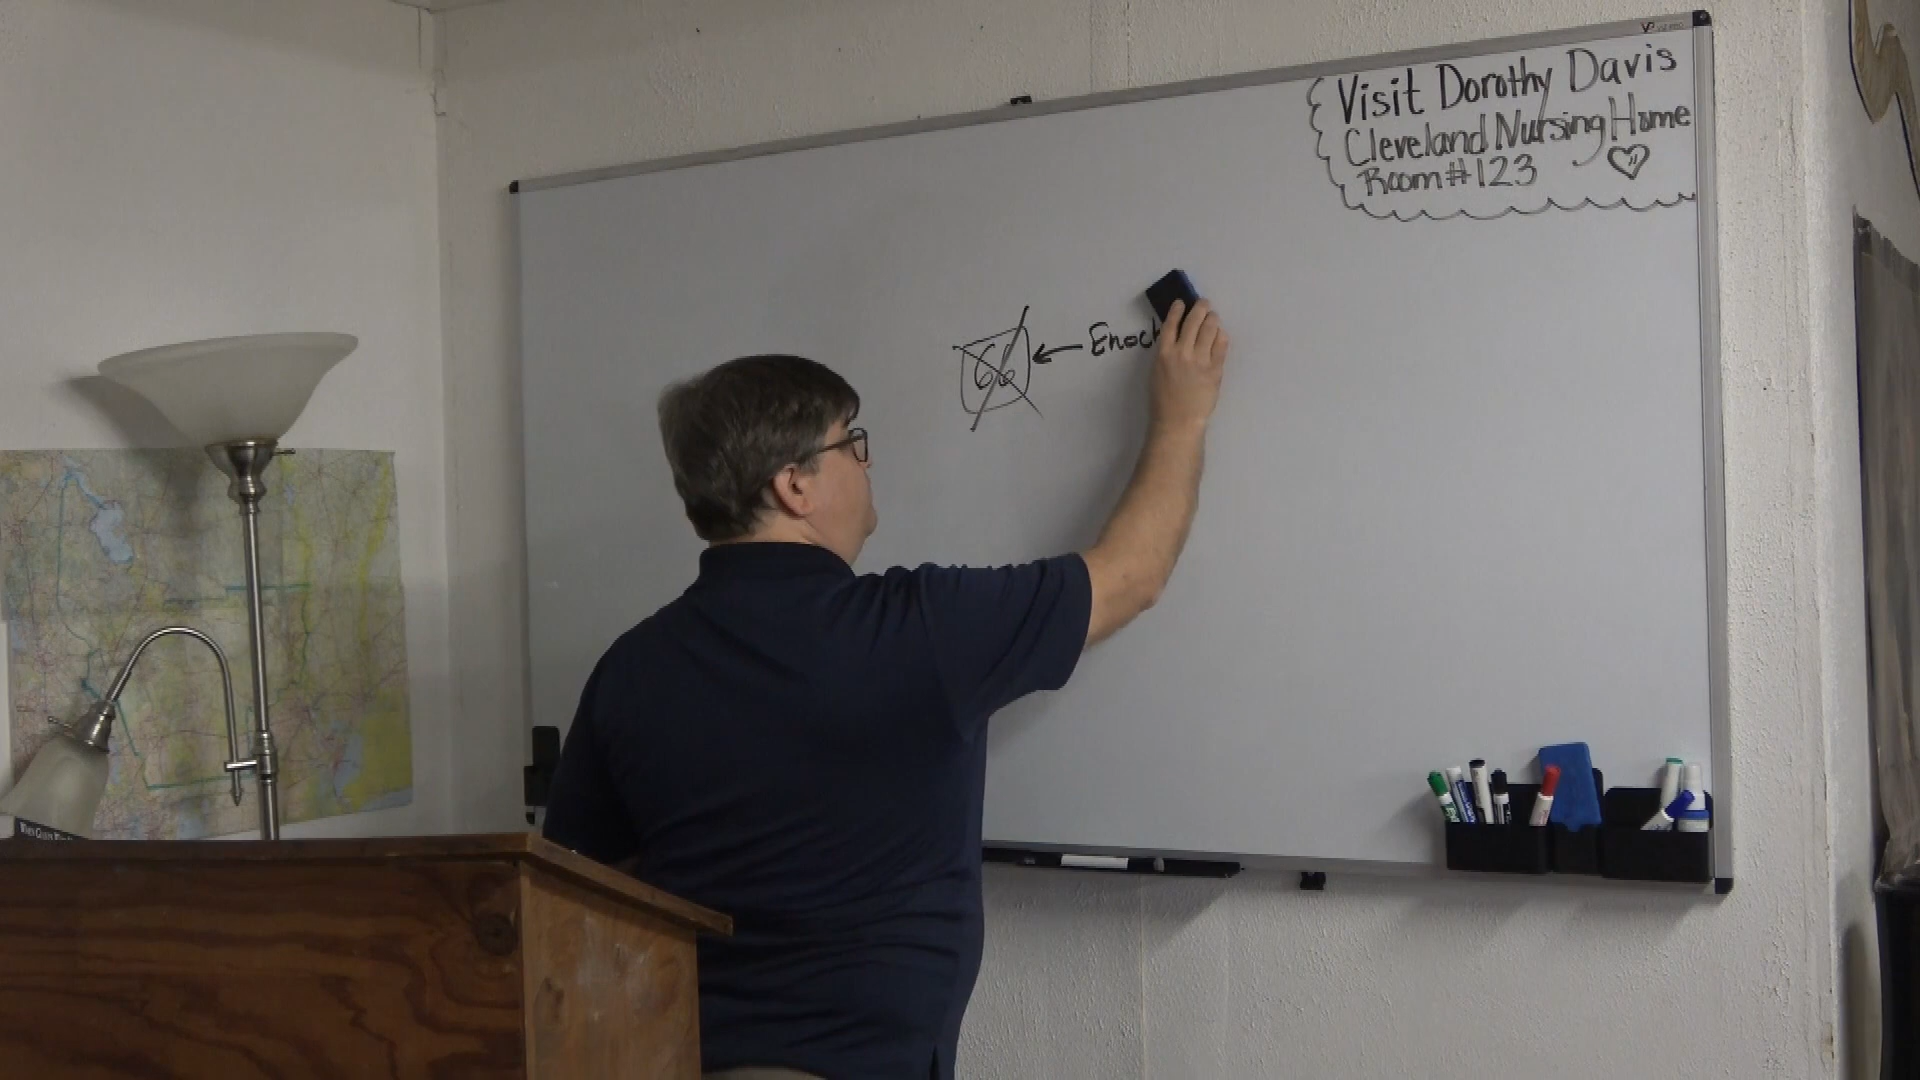 Visit Dorothy Davis
Cleveland Nursing Home
Room #123
66 ← Enoch